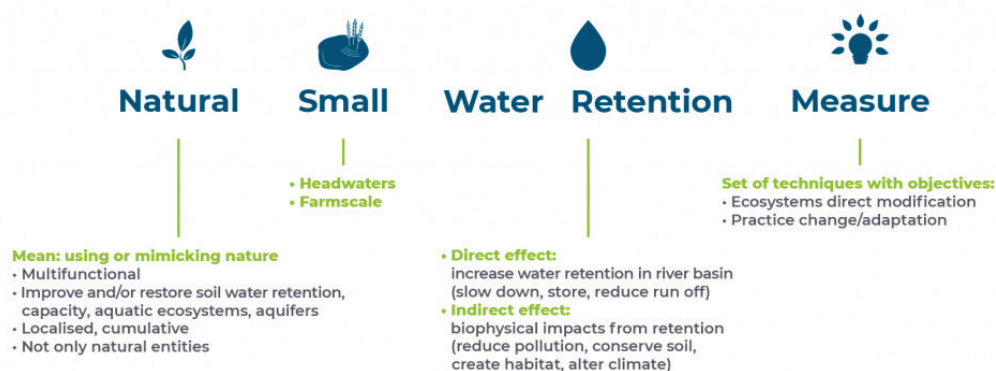 Natural Small Water Retention Measure
• Headwaters
• Farmscale
Set of techniques with objectives:
• Ecosystems direct modification
• Practice change/adaptation
Mean: using or mimicking nature
• Multifunctional
• Improve and/or restore soil water retention,
capacity, aquatic ecosystems, aquifers
• Localised, cumulative
• Not only natural entities
• Direct effect:
increase water retention in river basin
(slow down, store, reduce run off)
• Indirect effect:
biophysical impacts from retention
(reduce pollution, conserve soil,
create habitat, alter climate)